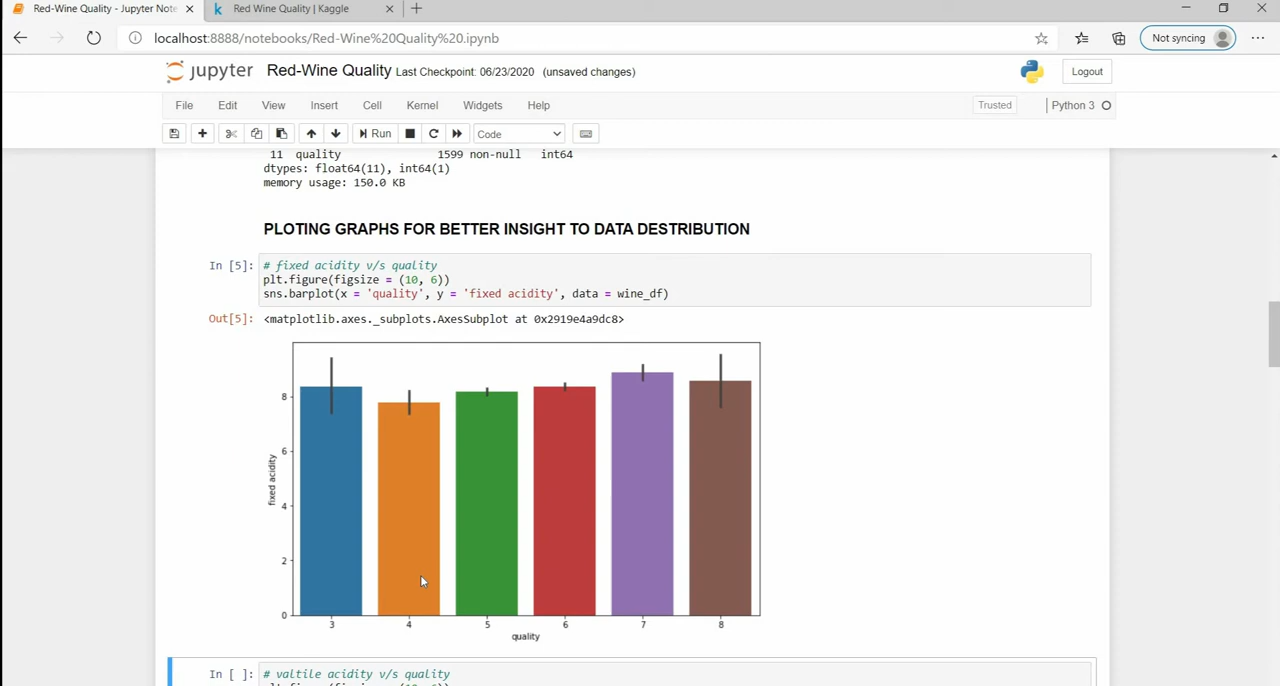 Red-Wine Quality - Jupyter Note
Red Wine Quality | Kaggle
localhost:8888/notebooks/Red-Wine%20Quality%20.ipynb
Not syncing
jupyter Red-Wine Quality Last Checkpoint: 06/23/2020 (unsaved changes)
Logout
File Edit View Insert Cell Kernel Widgets Help
Trusted
Python 3
Run
Code
11 quality 1599 non-null int64
dtypes: float64(11), int64(1)
memory usage: 150.0 KB
PLOTING GRAPHS FOR BETTER INSIGHT TO DATA DESTRIBUTION
In [5]: # fixed acidity v/s quality
plt.figure(figsize = (10, 6))
sns.barplot(x = 'quality', y = 'fixed acidity', data = wine_df)
Out[5]: <matplotlib.axes._subplots.AxesSubplot at 0x2919e4a9dc8>
8
6
4
2
0
fixed acidity
3 4 5 6 7 8
quality
In [ ]: # valtile acidity v/s quality